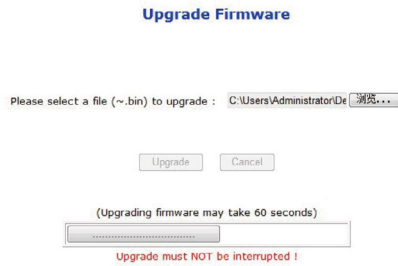 Upgrade Firmware
Please select a file (~.bin) to upgrade : C:\Users\Administrator\De 浏览...
Upgrade Cancel
(Upgrading firmware may take 60 seconds)
Upgrade must NOT be interrupted !